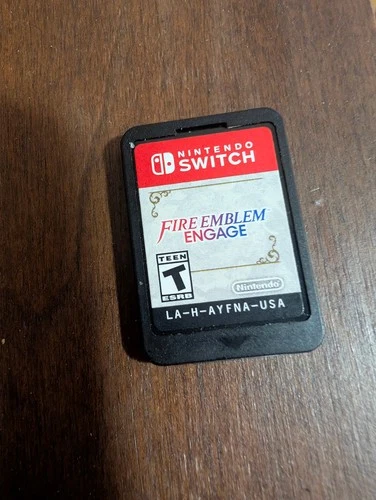 NINTENDO
SWITCH
FIRE EMBLEM
ENGAGE
TEEN
T
ESRB
Nintendo
LA-H-AYFNA-USA